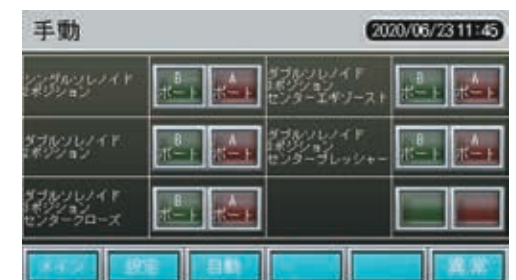 手動
2020/06/23 11:45
シングルソレノイド
2ポジション
B
ポート
A
ポート
ダブルソレノイド
3ポジション
センターエキゾースト
B
ポート
A
ポート
ダブルソレノイド
2ポジション
B
ポート
A
ポート
ダブルソレノイド
3ポジション
センタープレッシャー
B
ポート
A
ポート
ダブルソレノイド
3ポジション
センタークローズ
B
ポート
A
ポート
メイン
設定
自動
異常